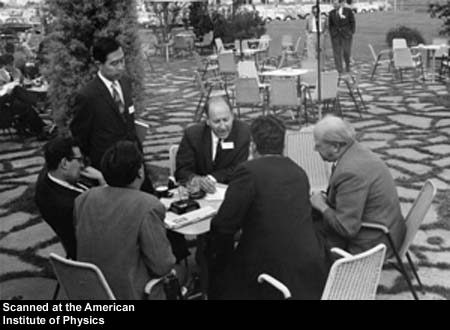 Scanned at the American
Institute of Physics